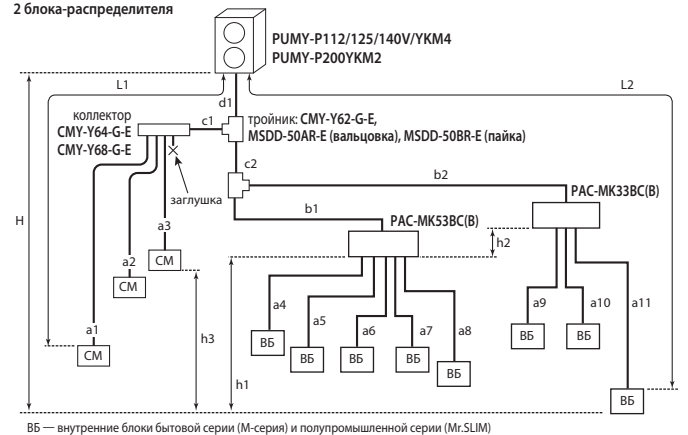 2 блока-распределителя
PUMY-P112/125/140V/YKM4
PUMY-P200YKM2
L1
L2
d1
коллектор
CMY-Y64-G-E
CMY-Y68-G-E
c1
тройник: CMY-Y62-G-E,
MSDD-50AR-E (вальцовка), MSDD-50BR-E (пайка)
c2
b2
заглушка
PAC-MK33BC(B)
H
b1
PAC-MK53BC(B)
a3
h2
a2
СМ
СМ
a4
a5
a6
a7
a8
a9
a10
a11
a1
h3
СМ
ВБ
ВБ
ВБ
ВБ
ВБ
ВБ
ВБ
h1
ВБ
ВБ — внутренние блоки бытовой серии (M-серия) и полупромышленной серии (Mr.SLIM)